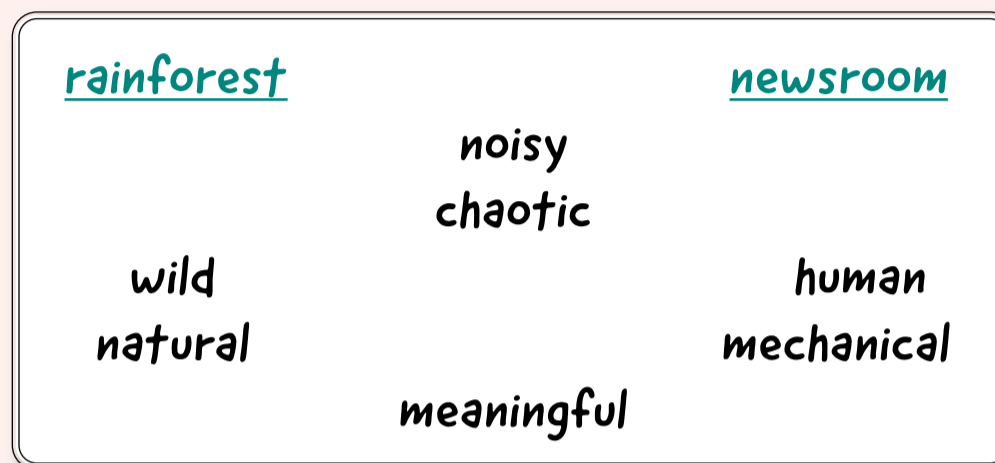 rainforest newsroom
noisy
chaotic
wild human
natural mechanical
meaningful